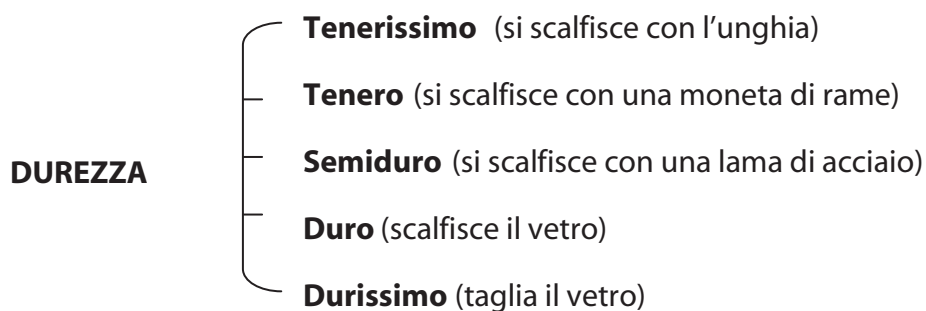 Tenerissimo (si scalfisce con l’unghia)
Tenero (si scalfisce con una moneta di rame)
DUREZZA
Semiduro (si scalfisce con una lama di acciaio)
Duro (scalfisce il vetro)
Durissimo (taglia il vetro)